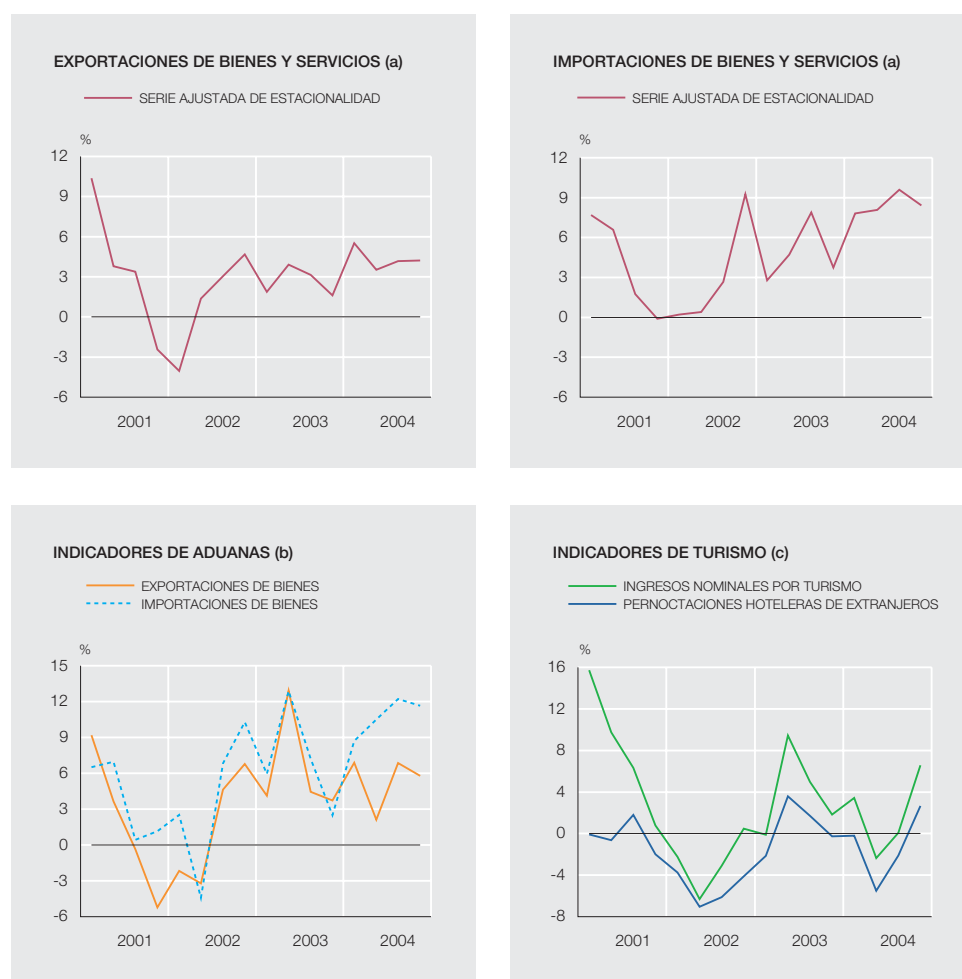 EXPORTACIONES DE BIENES Y SERVICIOS (a)
SERIE AJUSTADA DE ESTACIONALIDAD
%
12
9
6
3
0
-3
-6
2001 2002 2003 2004
IMPORTACIONES DE BIENES Y SERVICIOS (a)
SERIE AJUSTADA DE ESTACIONALIDAD
%
12
9
6
3
0
-3
-6
2001 2002 2003 2004
INDICADORES DE ADUANAS (b)
EXPORTACIONES DE BIENES
IMPORTACIONES DE BIENES
%
15
12
9
6
3
0
-3
-6
2001 2002 2003 2004
INDICADORES DE TURISMO (c)
INGRESOS NOMINALES POR TURISMO
PERNOCTACIONES HOTELERAS DE EXTRANJEROS
%
16
12
8
4
0
-4
-8
2001 2002 2003 2004